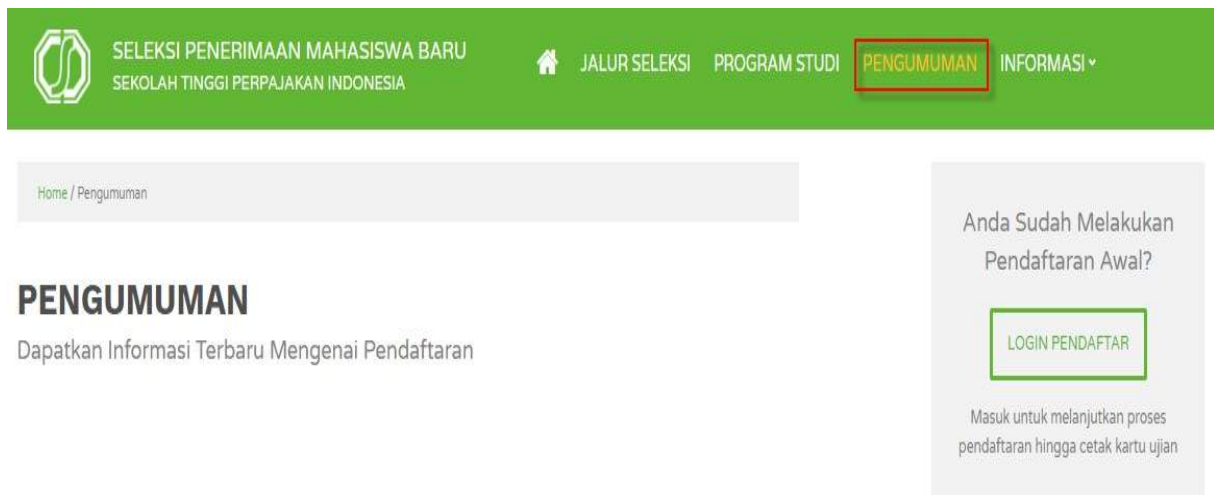 SELEKSI PENERIMAAN MAHASISWA BARU
SEKOLAH TINGGI PERPAJAKAN INDONESIA
JALUR SELEKSI PROGRAM STUDI PENGUMUMAN INFORMASI
Home / Pengumuman
PENGUMUMAN
Dapatkan Informasi Terbaru Mengenai Pendaftaran
Anda Sudah Melakukan
Pendaftaran Awal?
LOGIN PENDAFTAR
Masuk untuk melanjutkan proses
pendaftaran hingga cetak kartu ujian